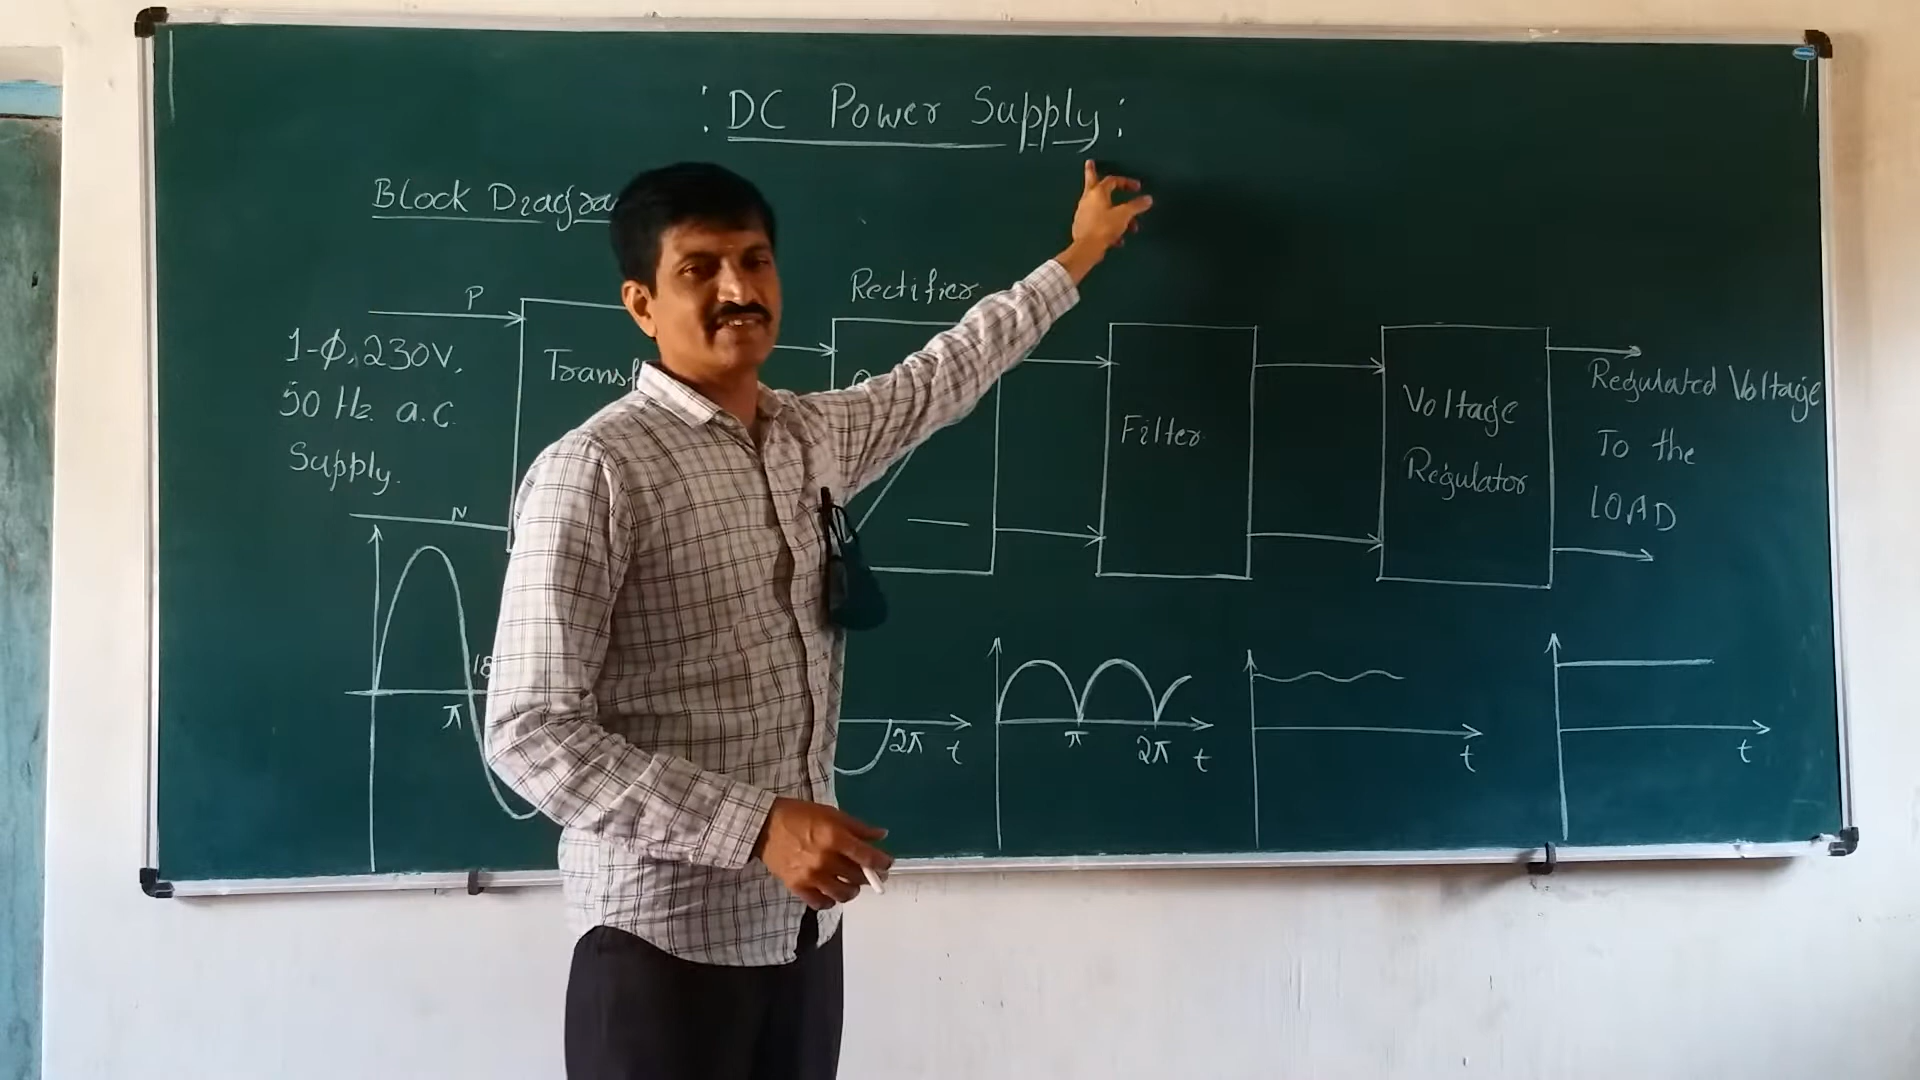 : DC Power Supply :
Block
P
Rectifier
1-ϕ, 230V,
50 Hz. a.c.
Supply.
N
Filter
Voltage
Regulator
Regulated Voltage
To the
LOAD
π
2π t
π 2π t
t
t